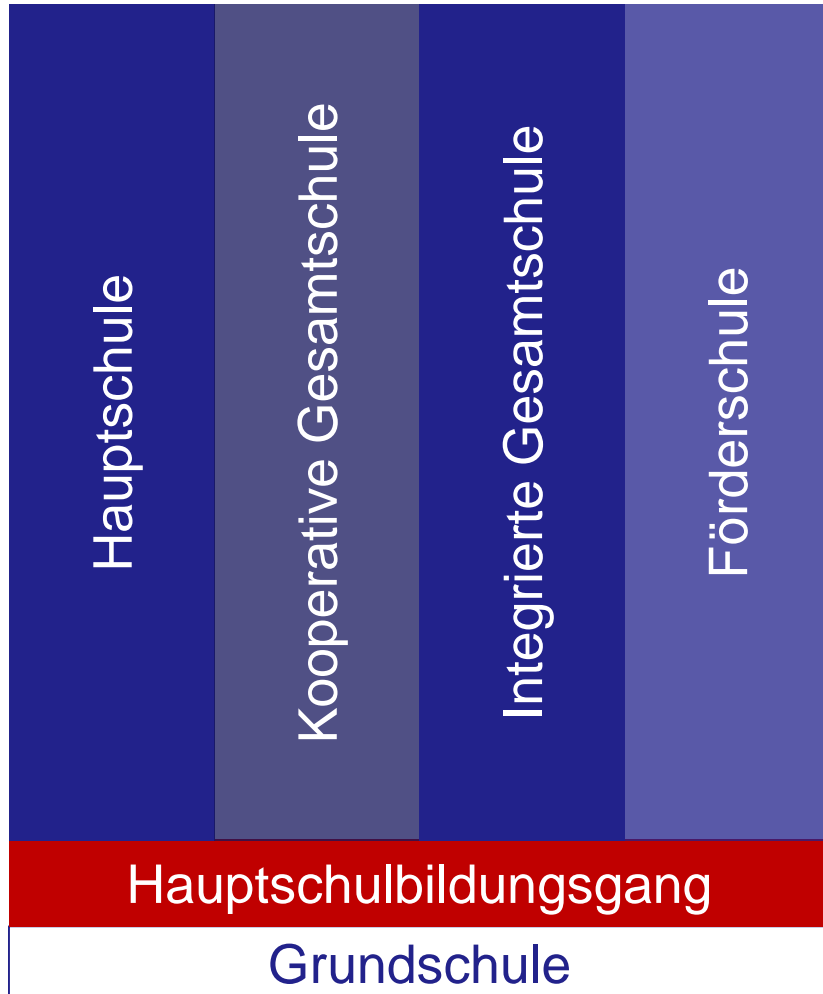 Hauptschule
Kooperative Gesamtschule
Integrierte Gesamtschule
Förderschule
Hauptschulbildungsgang
Grundschule